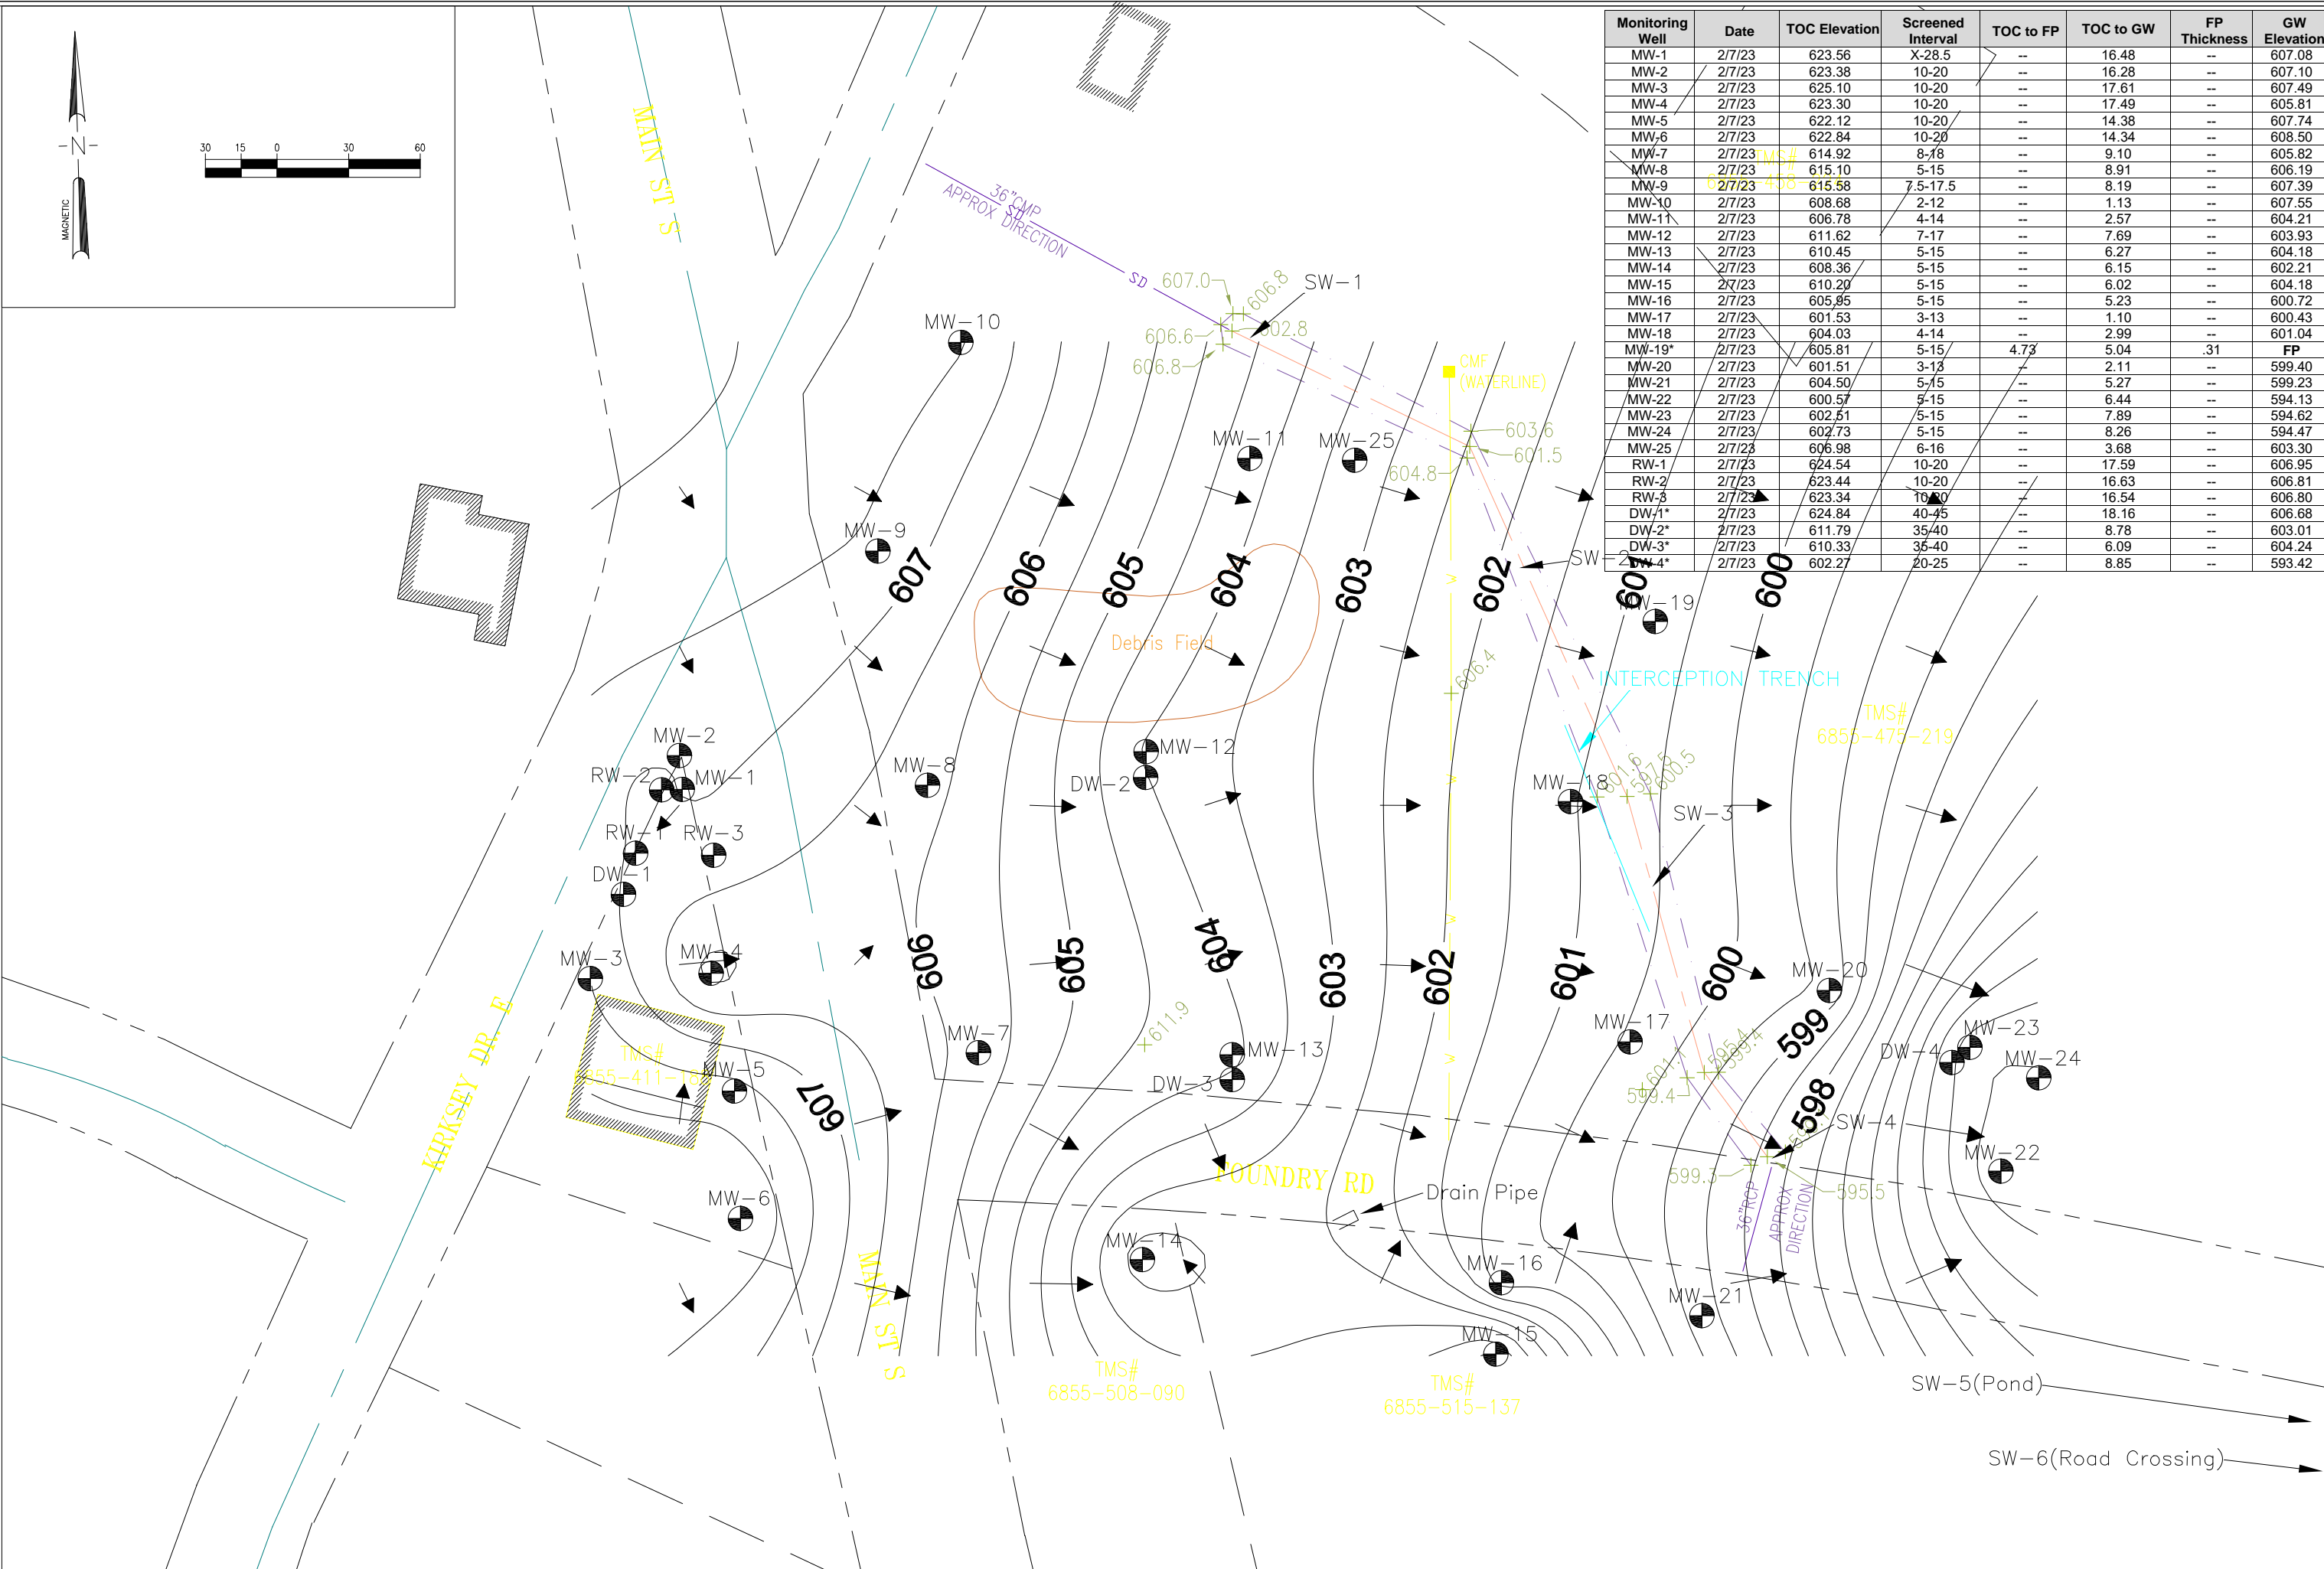 Monitoring Well Date TOC Elevation Screened Interval TOC to FP TOC to GW FP Thickness GW Elevation
MW-1 2/7/23 623.56 X-28.5 -- 16.48 -- 607.08
MW-2 2/7/23 623.38 10-20 -- 16.28 -- 607.10
MW-3 2/7/23 625.10 10-20 -- 17.61 -- 607.49
MW-4 2/7/23 623.30 10-20 -- 17.49 -- 605.81
MW-5 2/7/23 622.12 10-20 -- 14.38 -- 607.74
MW-6 2/7/23 622.84 10-20 -- 14.34 -- 608.50
MW-7 2/7/23 614.92 8-18 -- 9.10 -- 605.82
MW-8 2/7/23 615.10 5-15 -- 8.91 -- 606.19
MW-9 2/7/23 615.58 7.5-17.5 -- 8.19 -- 607.39
MW-10 2/7/23 608.68 2-12 -- 1.13 -- 607.55
MW-11 2/7/23 606.78 4-14 -- 2.57 -- 604.21
MW-12 2/7/23 611.62 7-17 -- 7.69 -- 603.93
MW-13 2/7/23 610.45 5-15 -- 6.27 -- 604.18
MW-14 2/7/23 608.36 5-15 -- 6.15 -- 602.21
MW-15 2/7/23 610.20 5-15 -- 6.02 -- 604.18
MW-16 2/7/23 605.95 5-15 -- 5.23 -- 600.72
MW-17 2/7/23 601.53 3-13 -- 1.10 -- 600.43
MW-18 2/7/23 604.03 4-14 -- 2.99 -- 601.04
MW-19* 2/7/23 605.81 5-15 4.73 5.04 .31 FP
MW-20 2/7/23 601.51 3-13 -- 2.11 -- 599.40
MW-21 2/7/23 604.50 5-15 -- 5.27 -- 599.23
MW-22 2/7/23 600.57 5-15 -- 6.44 -- 594.13
MW-23 2/7/23 602.51 5-15 -- 7.89 -- 594.62
MW-24 2/7/23 602.73 5-15 -- 8.26 -- 594.47
MW-25 2/7/23 606.98 6-16 -- 3.68 -- 603.30
RW-1 2/7/23 624.54 10-20 -- 17.59 -- 606.95
RW-2 2/7/23 623.44 10-20 -- 16.63 -- 606.81
RW-3 2/7/23 623.34 10-20 -- 16.54 -- 606.80
DW-1* 2/7/23 624.84 40-45 -- 18.16 -- 606.68
DW-2* 2/7/23 611.79 35-40 -- 8.78 -- 603.01
DW-3* 2/7/23 610.33 35-40 -- 6.09 -- 604.24
DW-4* 2/7/23 602.27 20-25 -- 8.85 -- 593.42
TMS#
-N-
MAGNETIC
30 15 0 30 60
MAIN ST S
36"CMP
SD
APPROX DIRECTION
SD
607.0
606.8
SW-1
606.6
602.8
606.8
MW-10
CMF
(WATERLINE)
MW-11
MW-25
603.6
601.5
604.8
MW-9
607
606
605
604
603
602
SW-2
601
600
MW-19
Debris Field
606.4
INTERCEPTION TRENCH
W
TMS#
6855-475-219
MW-2
RW-2
MW-1
MW-8
MW-12
DW-2
W
MW-18
601.6
597.5
600.5
SW-3
RW-1
RW-3
DW-1
W
MW-3
MW-4
606
605
604
603
602
601
600
MW-20
KIRKSEY DR. E
TMS#
MW-5
607
MW-7
611.9
MW-13
DW-3
W
MW-17
599
595.4
599.4
601.1
599.4
DW-4
MW-23
MW-24
598
SW-4
MW-22
599.3
595.5
36"RCP
APPROX
DIRECTION
MW-6
FOUNDRY RD
Drain Pipe
MAIN ST S
MW-14
MW-16
MW-21
MW-15
TMS#
6855-508-090
TMS#
6855-515-137
SW-5(Pond)
SW-6(Road Crossing)